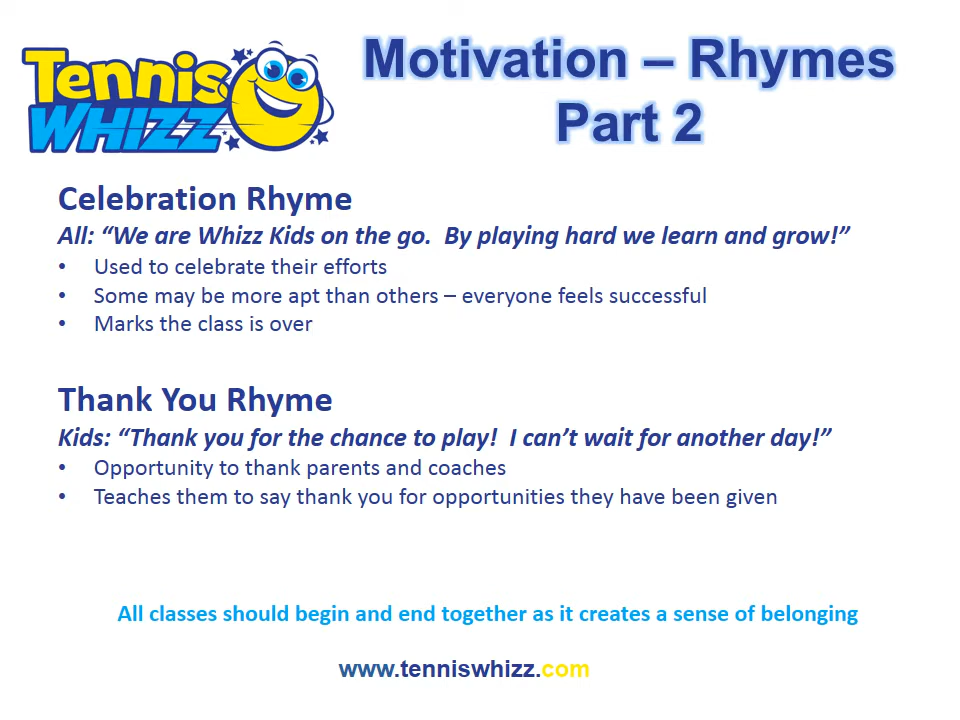 Tennis
WHIZZ
Motivation – Rhymes
Part 2
Celebration Rhyme
All: “We are Whizz Kids on the go.  By playing hard we learn and grow!”
• Used to celebrate their efforts
• Some may be more apt than others – everyone feels successful
• Marks the class is over
Thank You Rhyme
Kids: “Thank you for the chance to play!  I can’t wait for another day!”
• Opportunity to thank parents and coaches
• Teaches them to say thank you for opportunities they have been given
All classes should begin and end together as it creates a sense of belonging
www.tenniswhizz.com